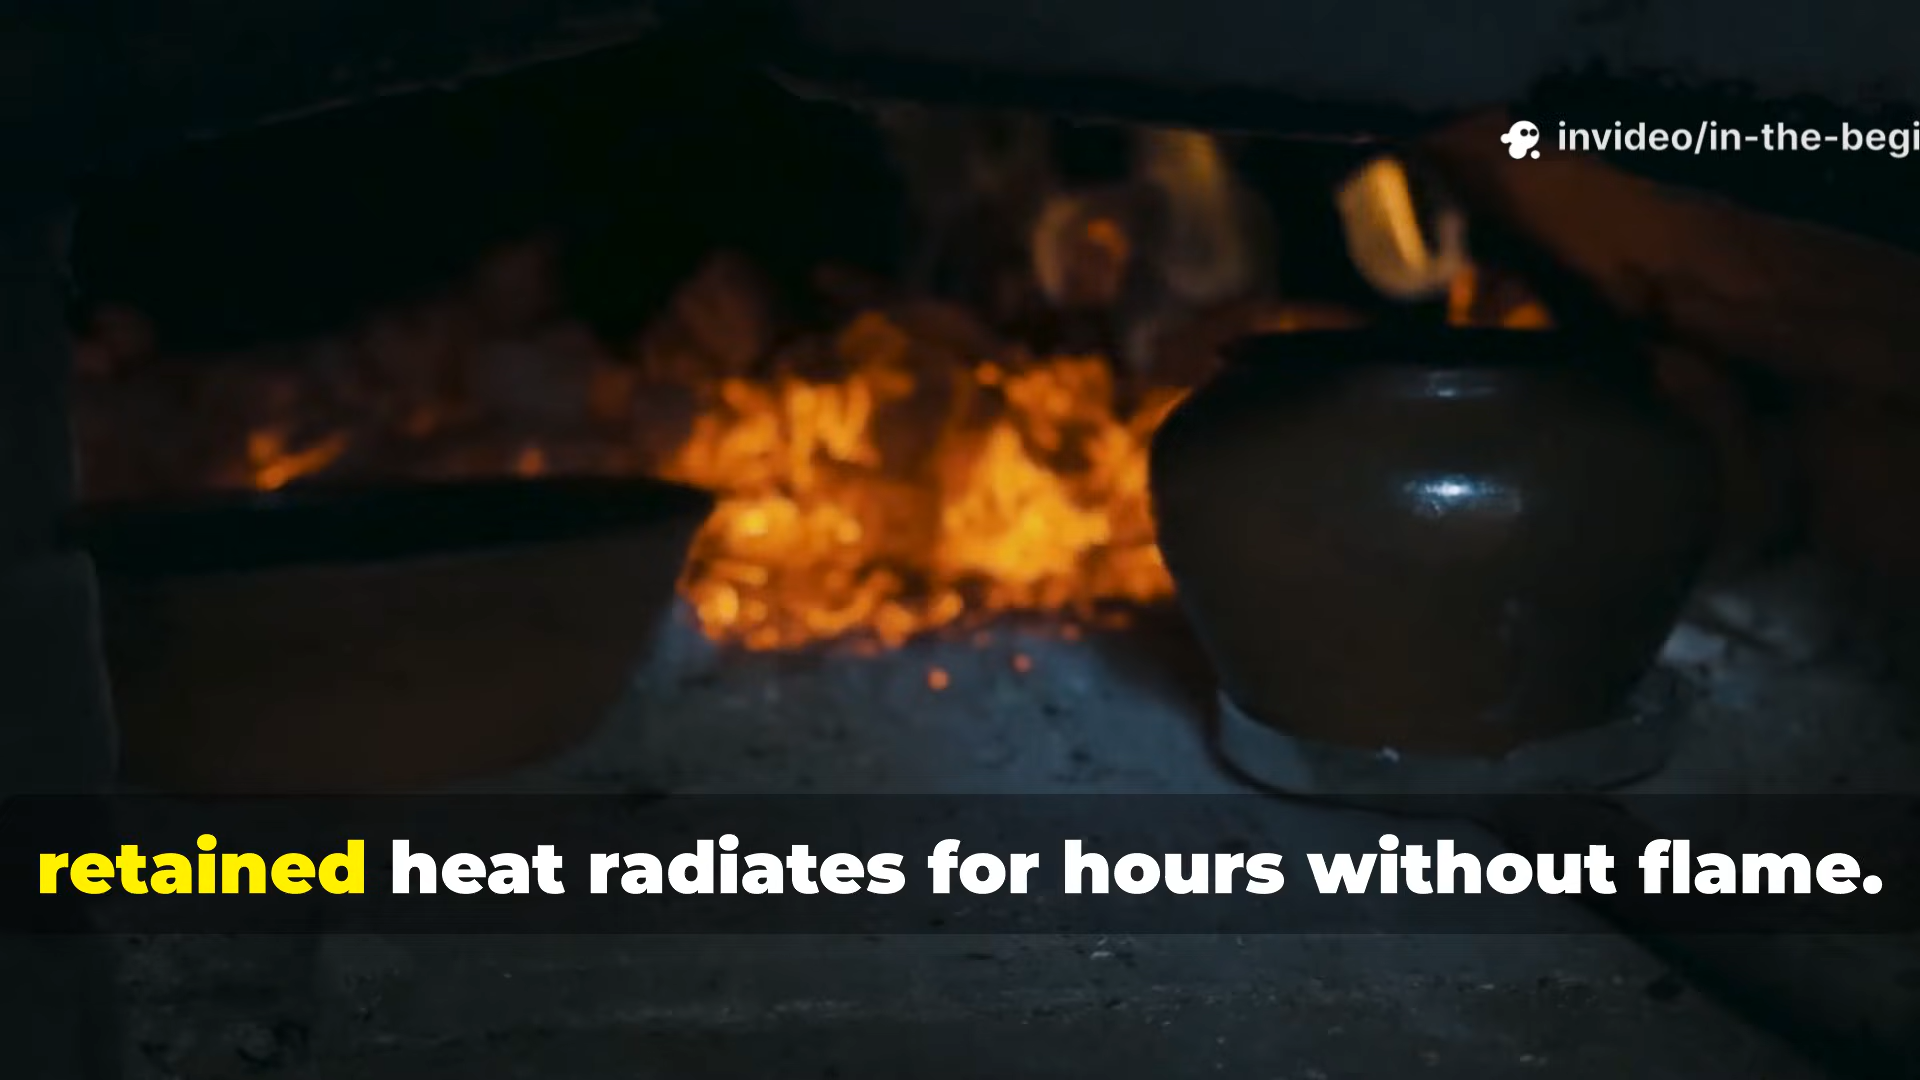 invideo/in-the-begi
retained heat radiates for hours without flame.